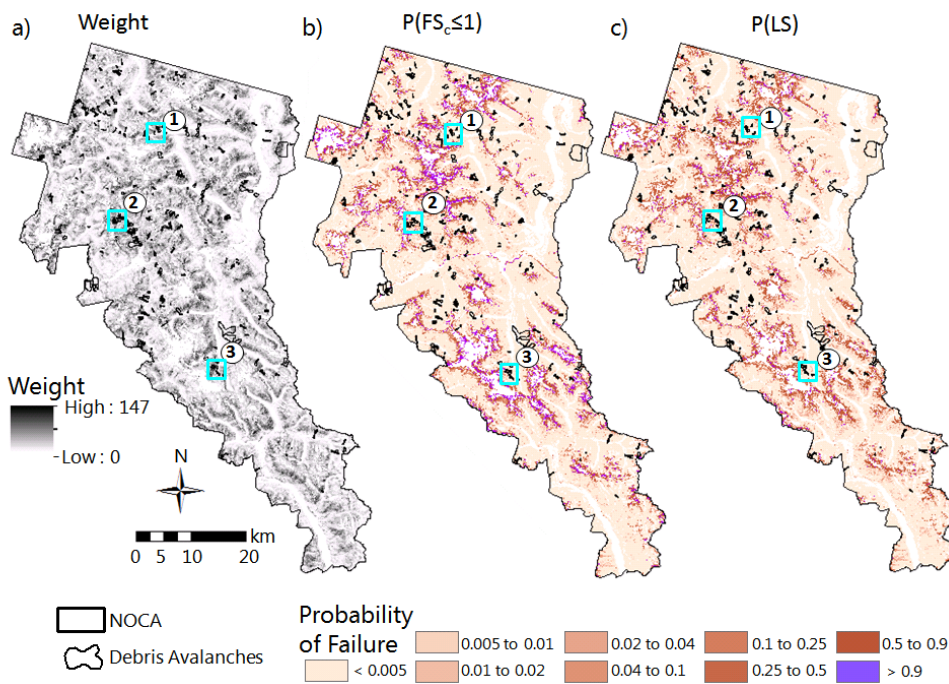 a) Weight
b) P(FSc≤1)
c) P(LS)
1
1
1
2
2
2
3
3
3
Weight
High : 147
Low : 0
N
0 5 10 20
km
NOCA
Debris Avalanches
Probability
of Failure
< 0.005
0.005 to 0.01
0.01 to 0.02
0.02 to 0.04
0.04 to 0.1
0.1 to 0.25
0.25 to 0.5
0.5 to 0.9
> 0.9